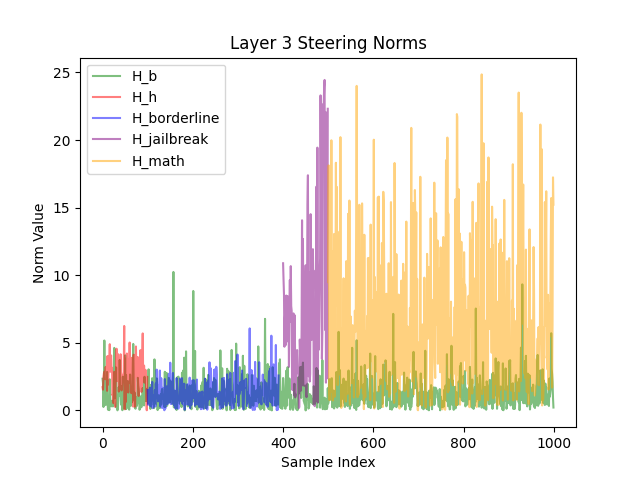 Layer 3 Steering Norms
H_b
H_h
H_borderline
H_jailbreak
H_math
Norm Value
25
20
15
10
5
0
0 200 400 600 800 1000
Sample Index